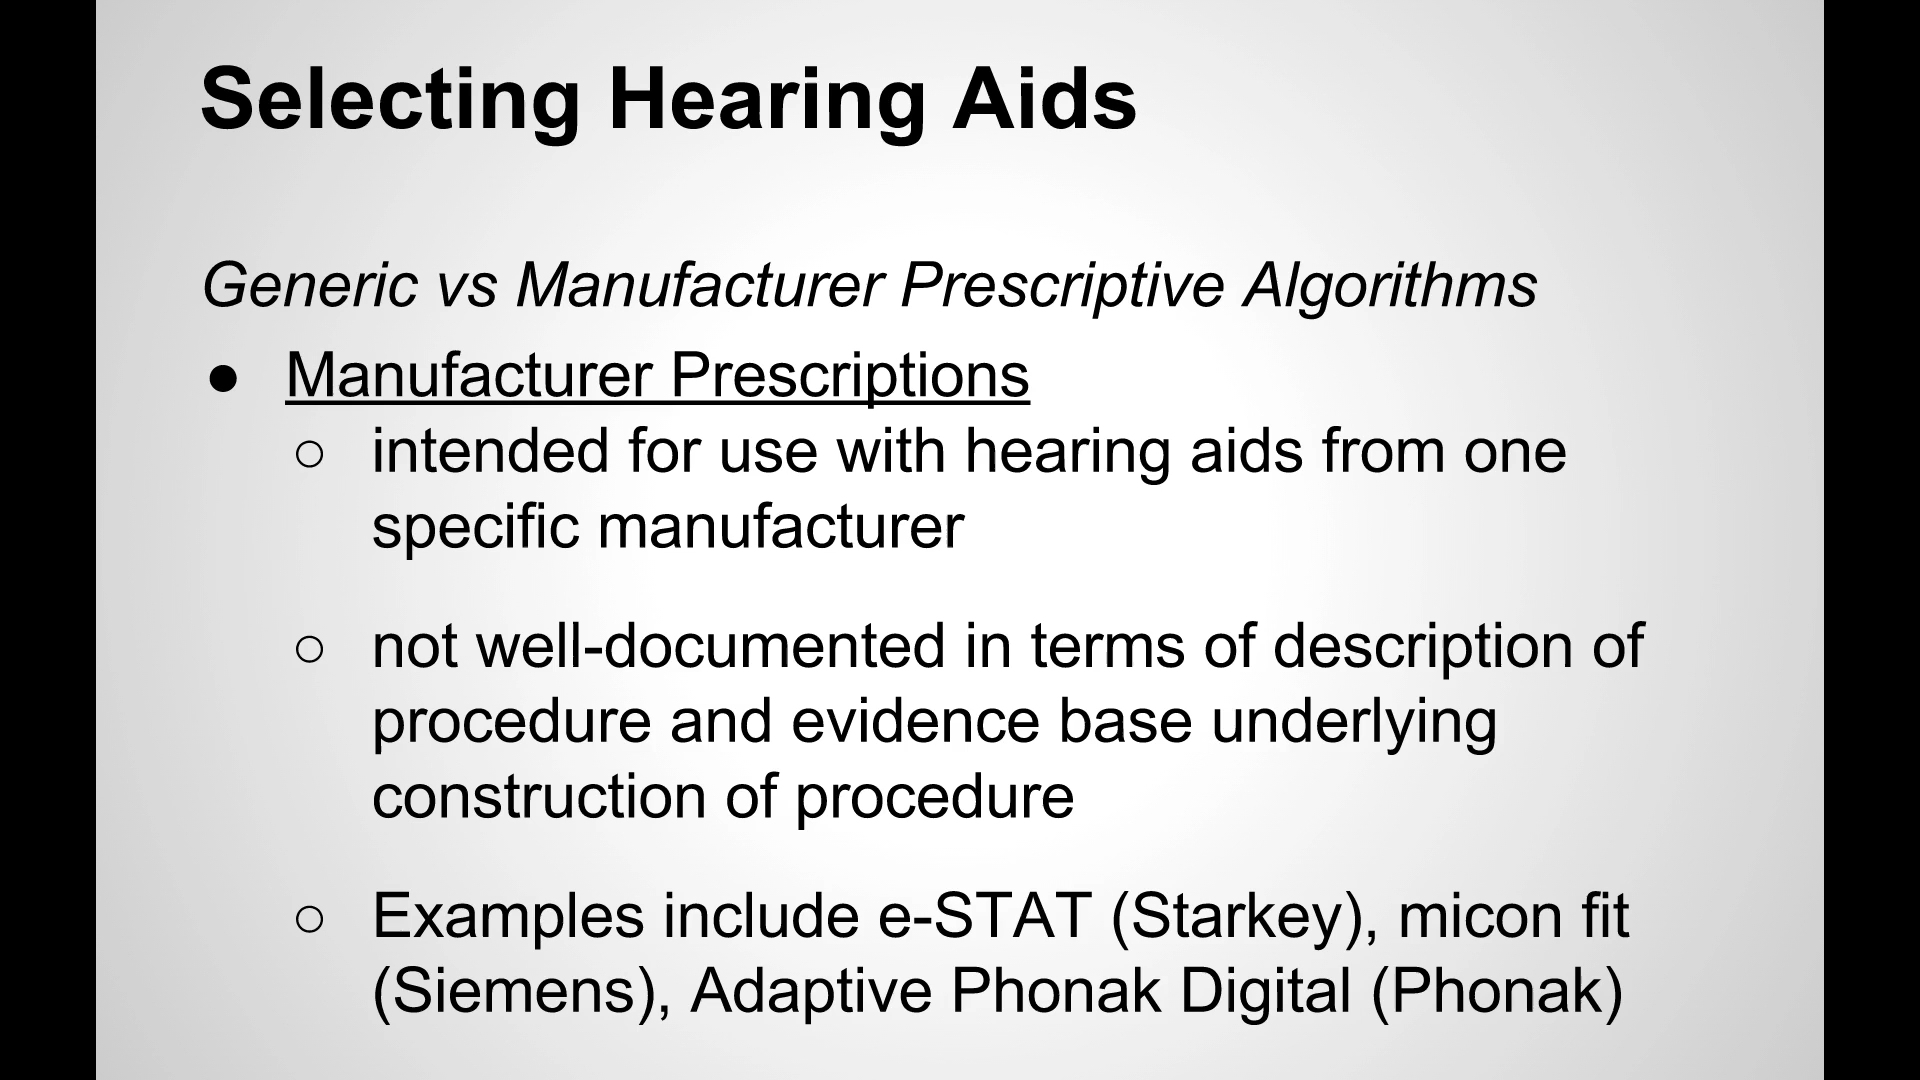 Selecting Hearing Aids
Generic vs Manufacturer Prescriptive Algorithms
● Manufacturer Prescriptions
○ intended for use with hearing aids from one
specific manufacturer
○ not well-documented in terms of description of
procedure and evidence base underlying
construction of procedure
○ Examples include e-STAT (Starkey), micon fit
(Siemens), Adaptive Phonak Digital (Phonak)